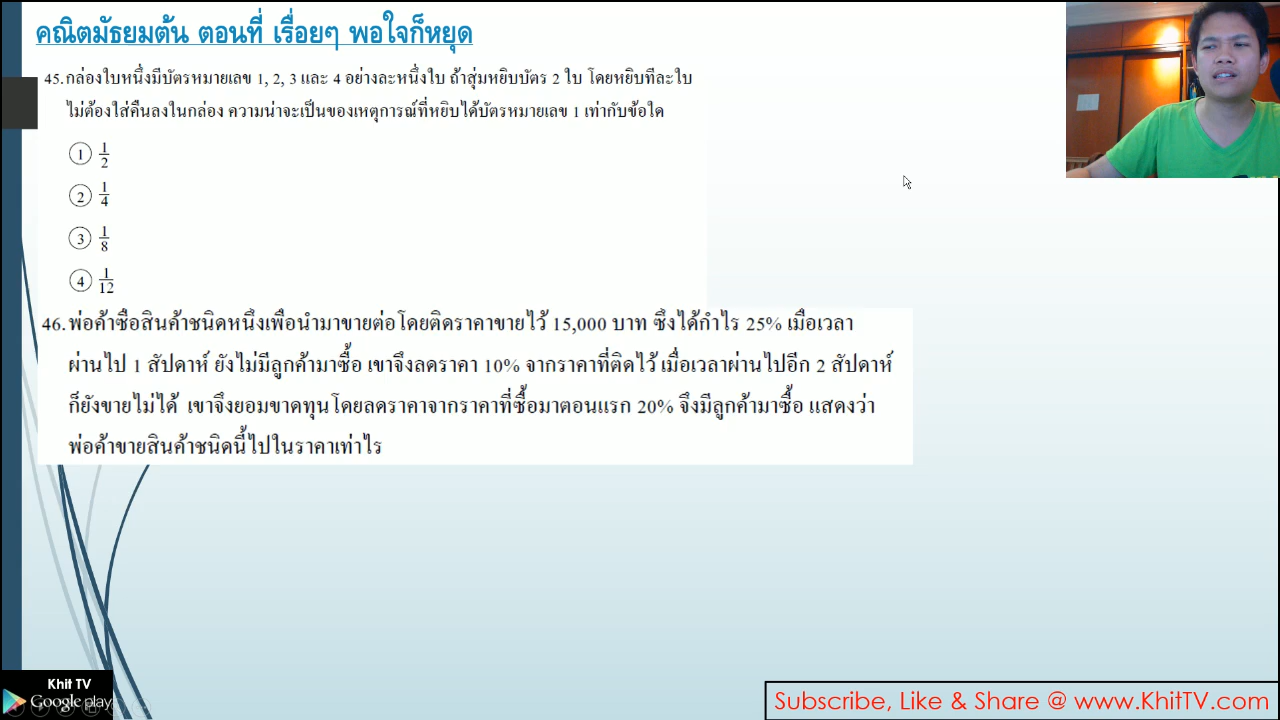 คณิตมัธยมต้น ตอนที่ เรื่อยๆ พอใจก็หยุด
45. กล่องใบหนึ่งมีบัตรหมายเลข 1, 2, 3 และ 4 อย่างละหนึ่งใบ ถ้าสุ่มหยิบบัตร 2 ใบ โดยหยิบทีละใบ
ไม่ต้องใส่คืนลงในกล่อง ความน่าจะเป็นของเหตุการณ์ที่หยิบได้บัตรหมายเลข 1 เท่ากับข้อใด
① 1/2
② 1/4
③ 1/8
④ 1/12
46. พ่อค้าซื้อสินค้าชนิดหนึ่งเพื่อนำมาขายต่อโดยติดราคาขายไว้ 15,000 บาท ซึ่งได้กำไร 25% เมื่อเวลา
ผ่านไป 1 สัปดาห์ ยังไม่มีลูกค้ามาซื้อ เขาจึงลดราคา 10% จากราคาที่ติดไว้ เมื่อเวลาผ่านไปอีก 2 สัปดาห์
ก็ยังขายไม่ได้ เขาจึงยอมขาดทุนโดยลดราคาจากราคาที่ซื้อมาตอนแรก 20% จึงมีลูกค้ามาซื้อ แสดงว่า
พ่อค้าขายสินค้าชนิดนี้ไปในราคาเท่าไร
Khit TV
Google play
Subscribe, Like & Share @ www.KhitTV.com